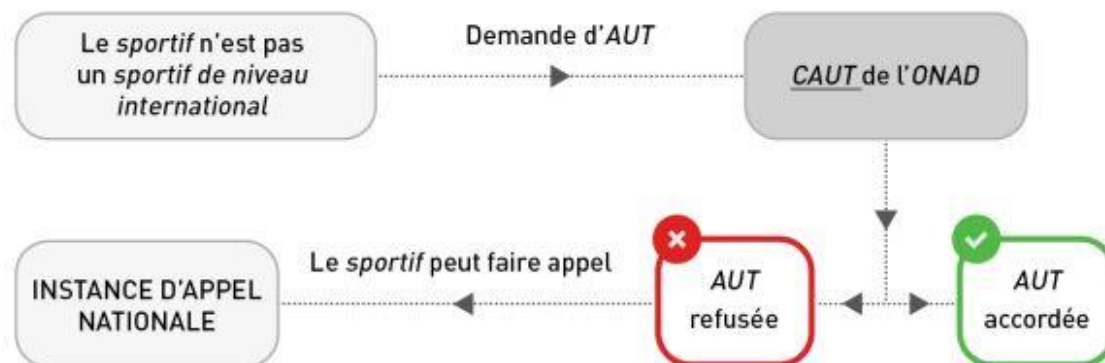 Le sportif n'est pas
un sportif de niveau
international
Demande d'AUT
CAUT de l'ONAD
INSTANCE D'APPEL
NATIONALE
Le sportif peut faire appel
AUT
refusée
AUT
accordée